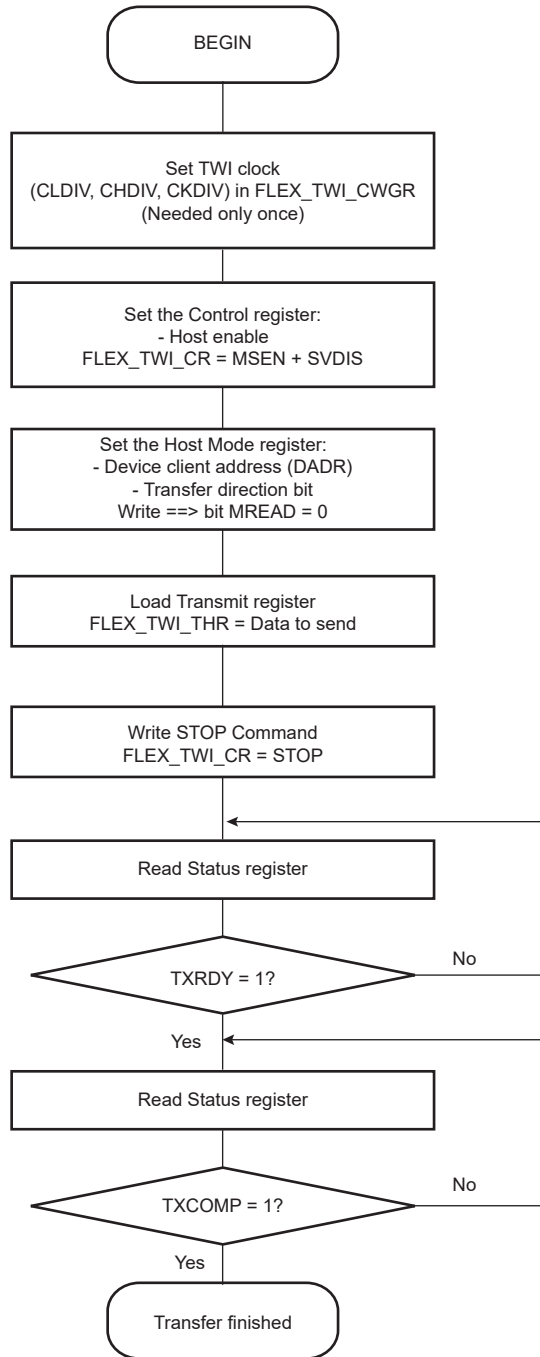 BEGIN
Set TWI clock
(CLDIV, CHDIV, CKDIV) in FLEX_TWI_CWGR
(Needed only once)
Set the Control register:
- Host enable
FLEX_TWI_CR = MSEN + SVDIS
Set the Host Mode register:
- Device client address (DADR)
- Transfer direction bit
Write ==> bit MREAD = 0
Load Transmit register
FLEX_TWI_THR = Data to send
Write STOP Command
FLEX_TWI_CR = STOP
Read Status register
TXRDY = 1?
No
Yes
Read Status register
TXCOMP = 1?
No
Yes
Transfer finished